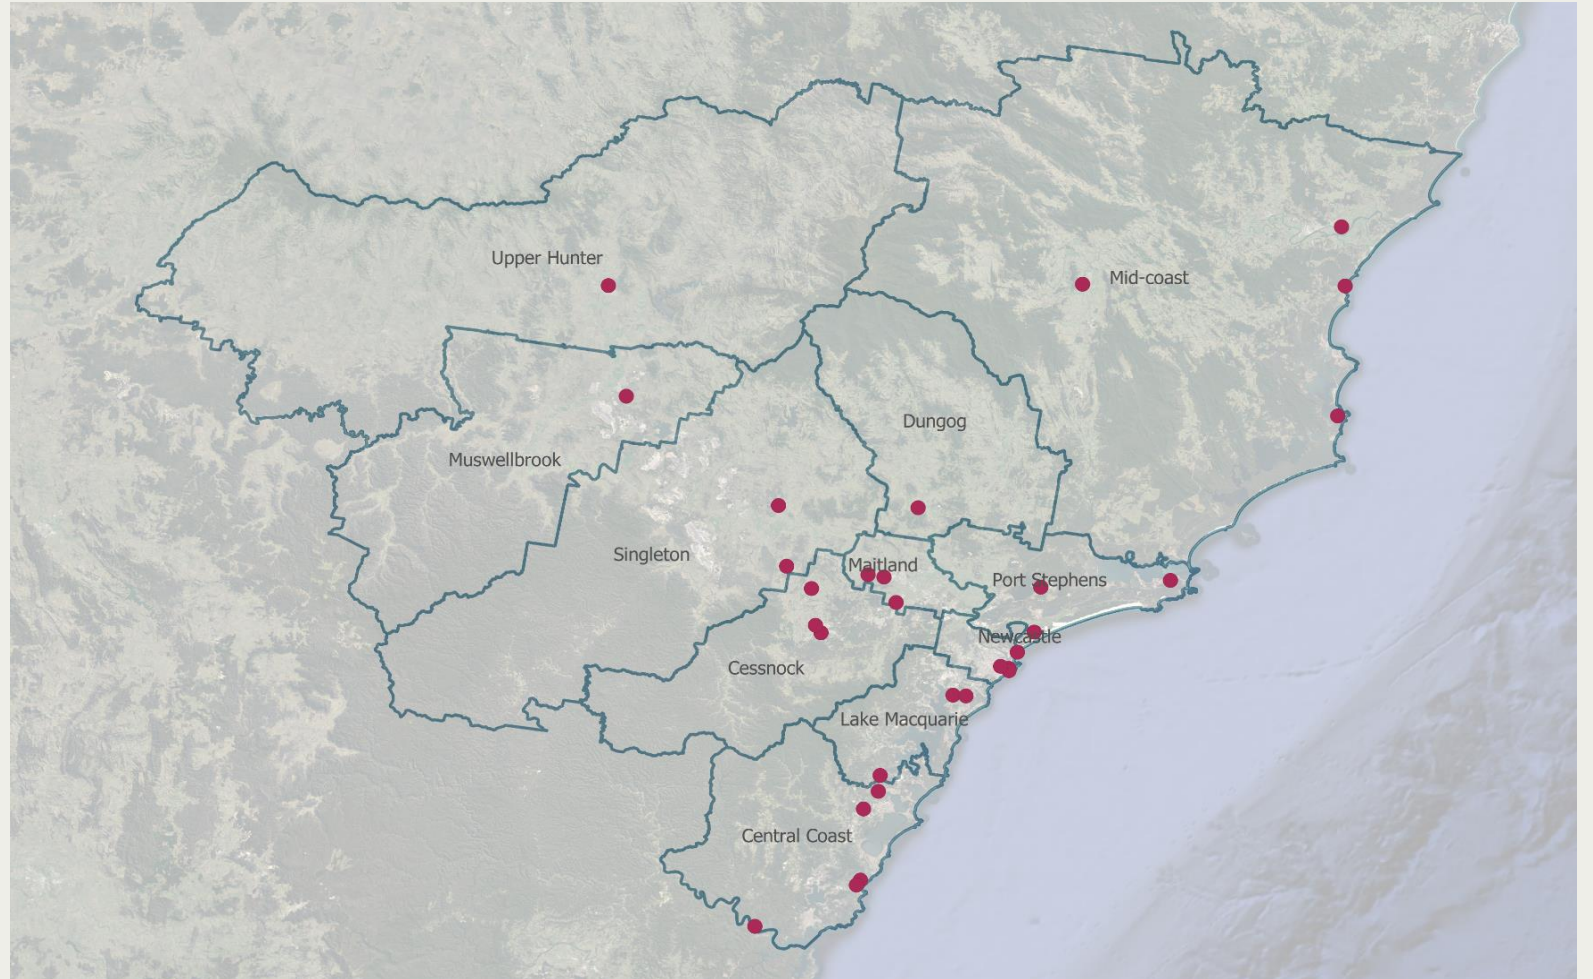 Upper Hunter
Mid-coast
Dungog
Muswellbrook
Singleton
Maitland
Port Stephens
Newcastle
Cessnock
Lake Macquarie
Central Coast